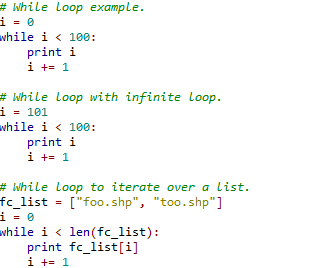 # While loop example.
i = 0
while i < 100:
    print i
    i += 1
# While loop with infinite loop.
i = 101
while i < 100:
    print i
    i += 1
# While loop to iterate over a list.
fc_list = ["foo.shp", "too.shp"]
i = 0
while i < len(fc_list):
    print fc_list[i]
    i += 1